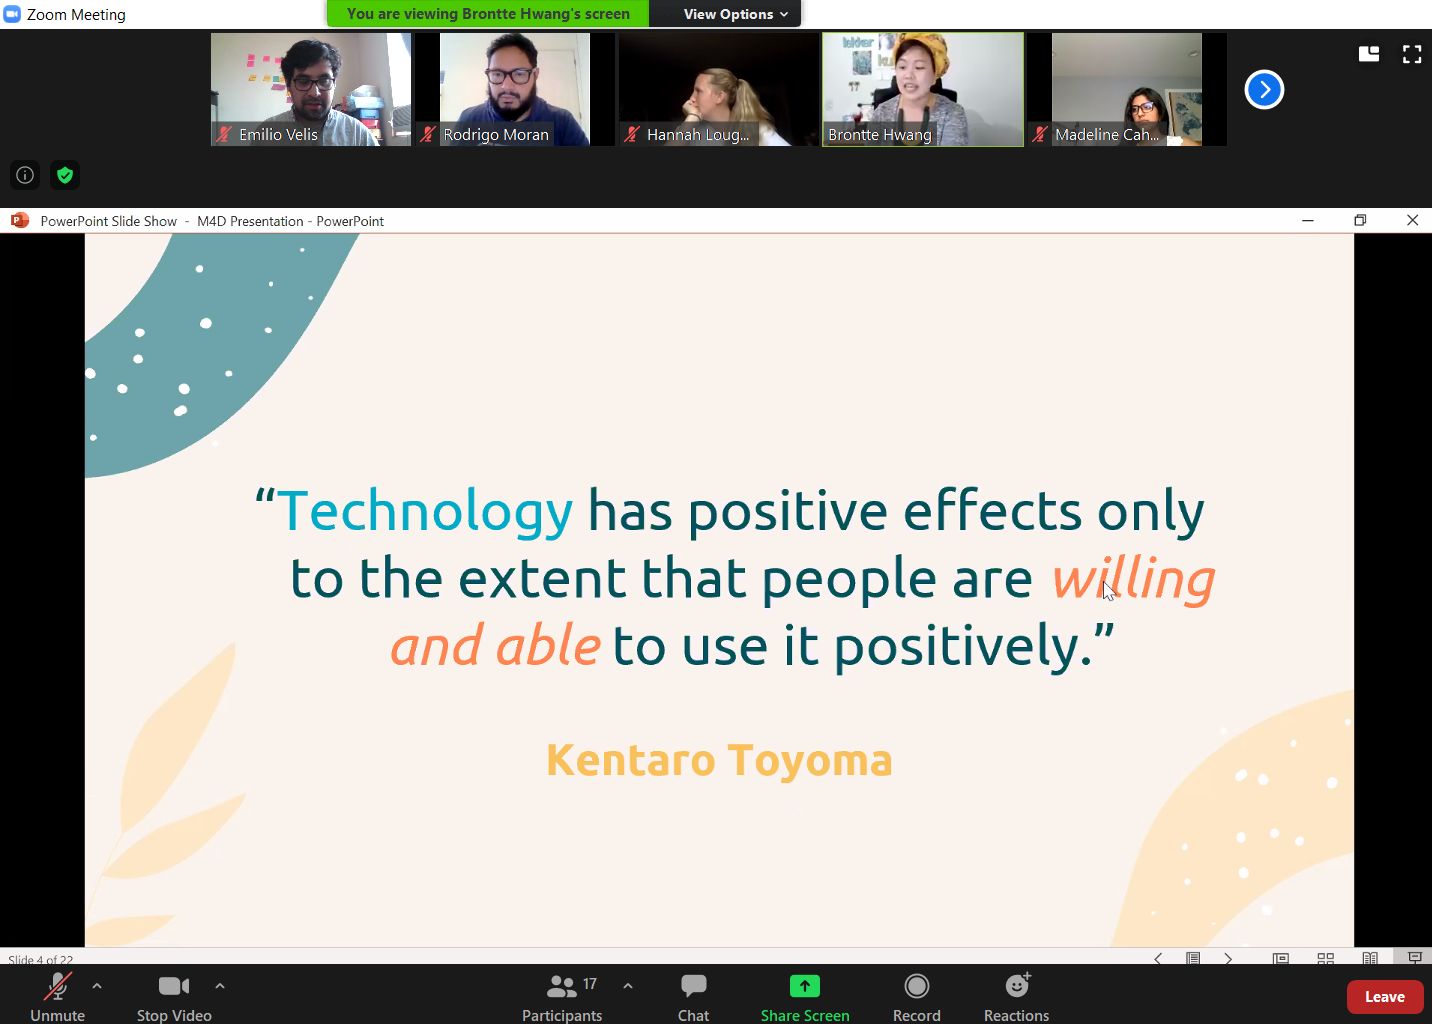 Zoom Meeting
You are viewing Brontte Hwang's screen
View Options
Emilio Velis
Rodrigo Moran
Hannah Loug...
Brontte Hwang
Madeline Cah...
PowerPoint Slide Show - M4D Presentation - PowerPoint
“Technology has positive effects only
to the extent that people are willing
and able to use it positively.”
Kentaro Toyoma
Slide 4 of 22
Unmute
Stop Video
17
Participants
Chat
Share Screen
Record
Reactions
Leave